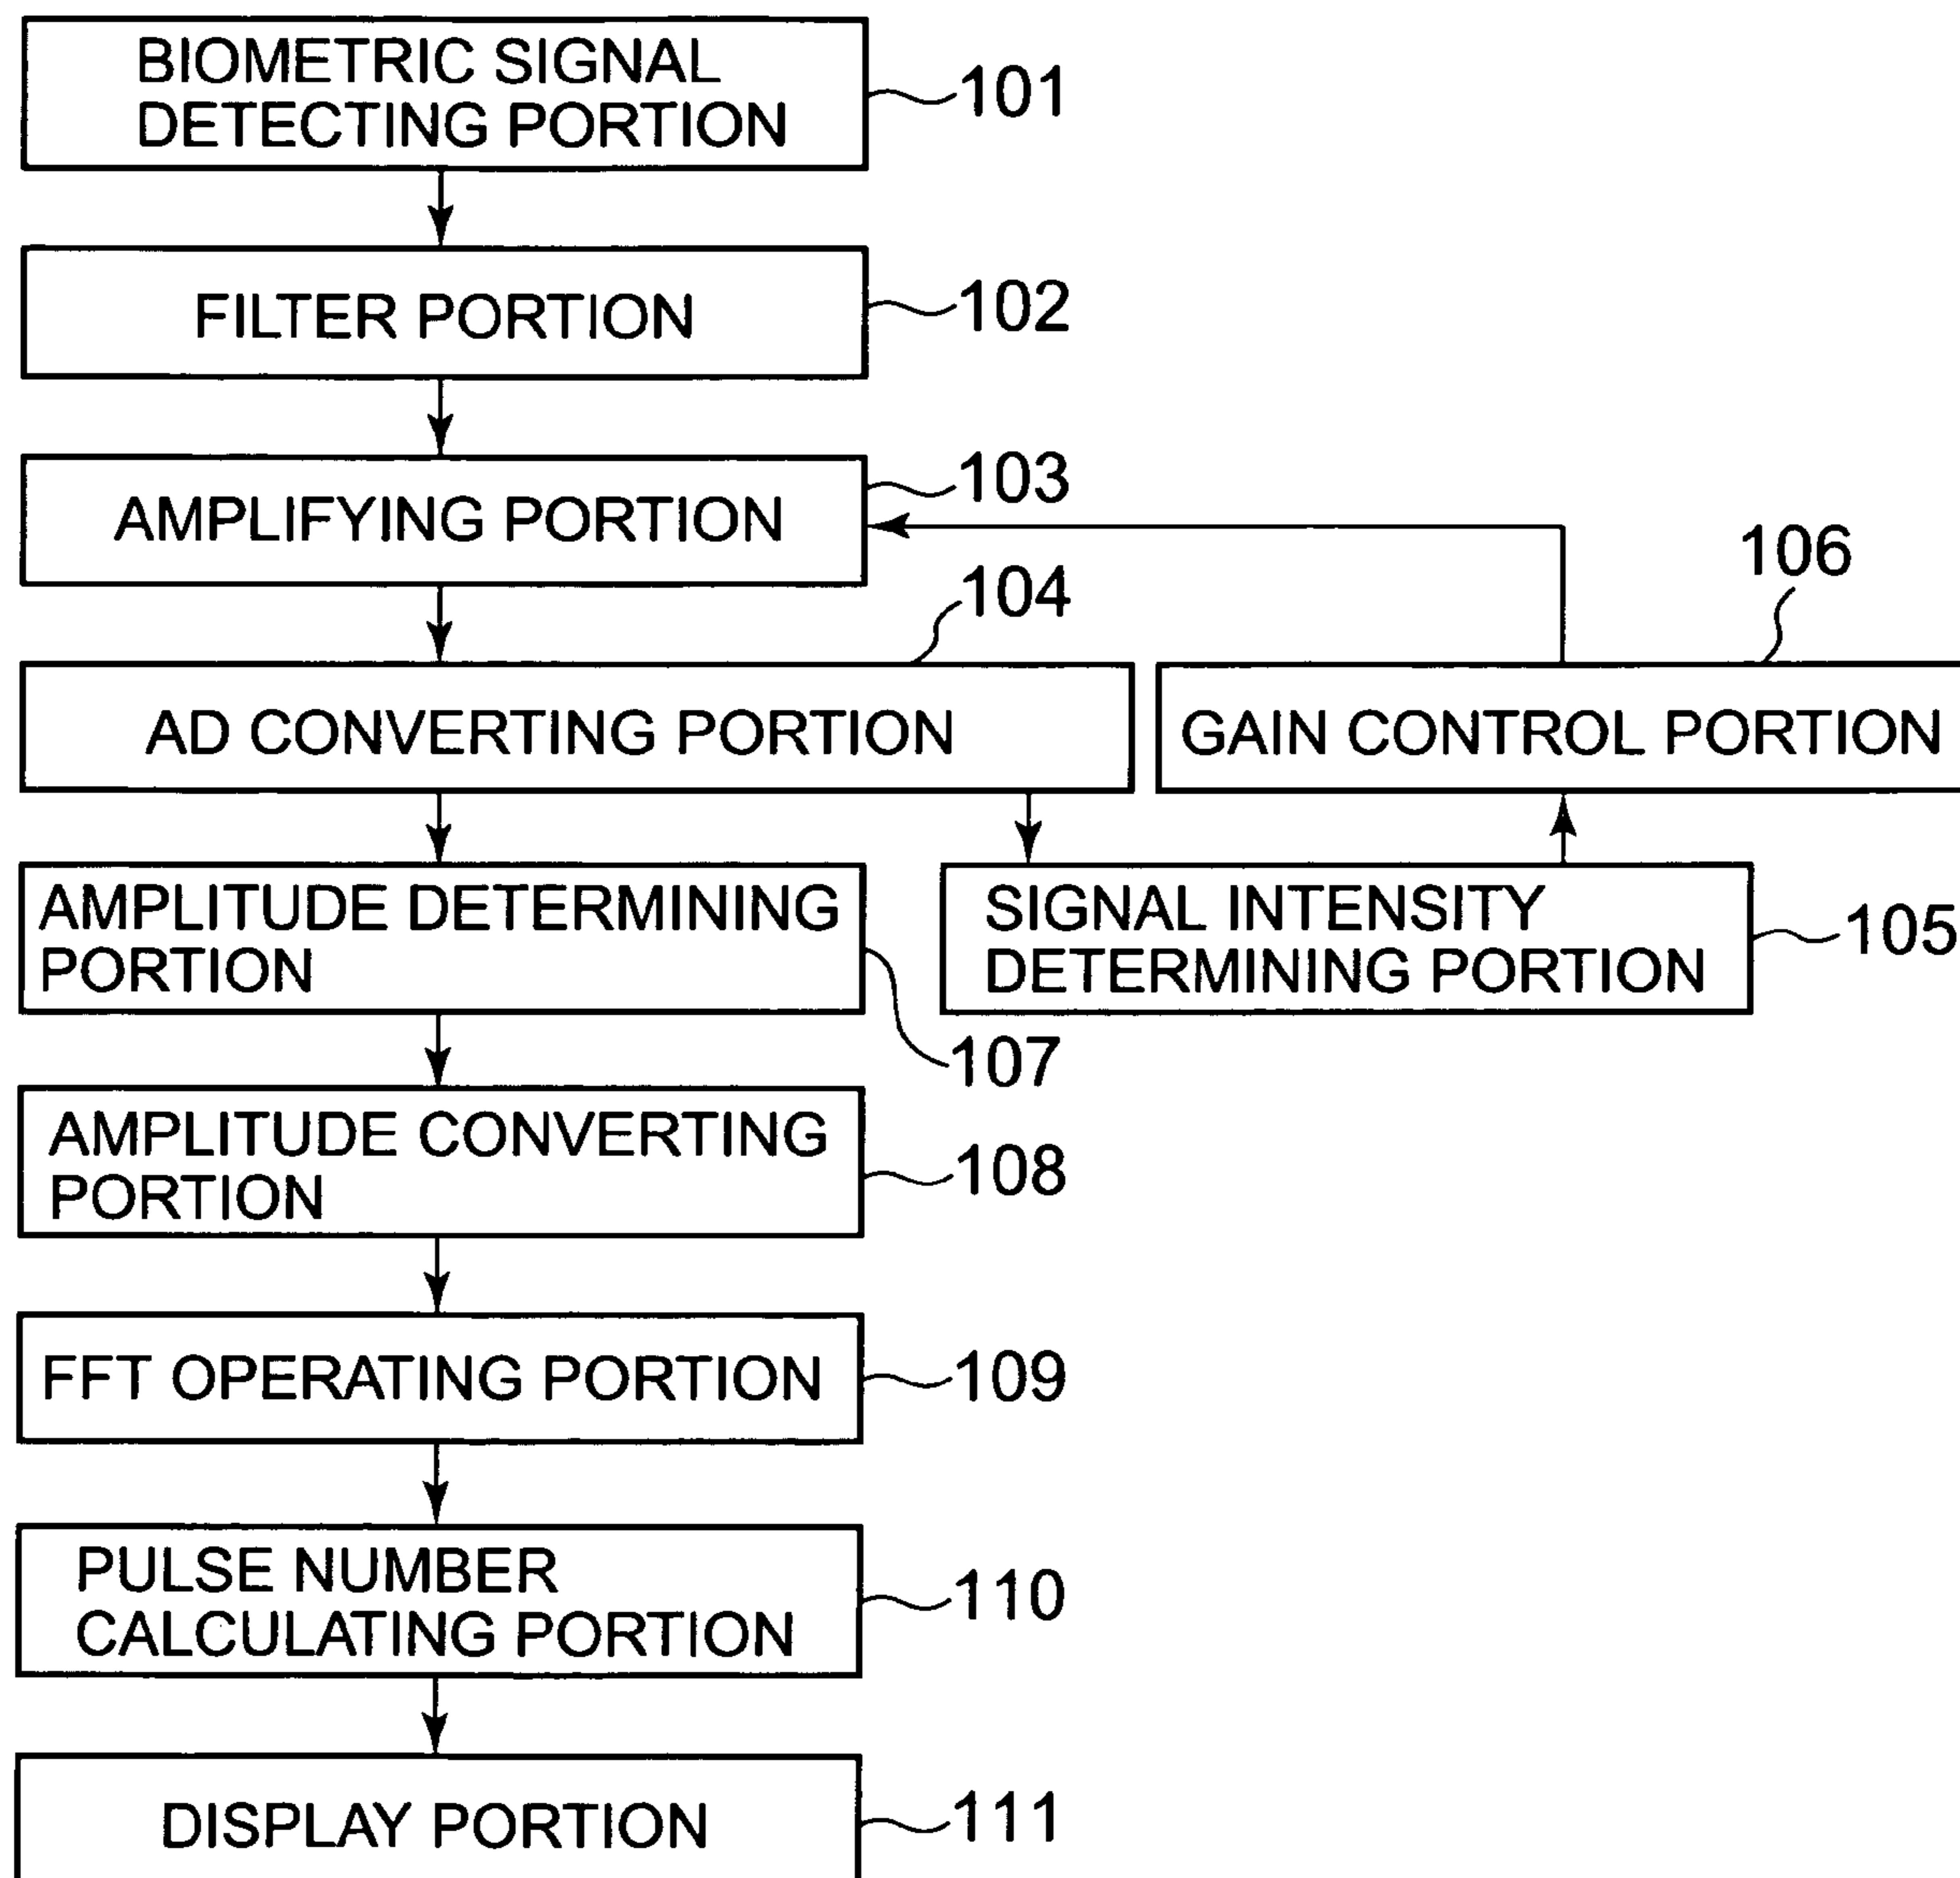 BIOMETRIC SIGNAL
DETECTING PORTION
101
FILTER PORTION
102
AMPLIFYING PORTION
103
104
106
AD CONVERTING PORTION
GAIN CONTROL PORTION
AMPLITUDE DETERMINING
PORTION
107
SIGNAL INTENSITY
DETERMINING PORTION
105
AMPLITUDE CONVERTING
PORTION
108
FFT OPERATING PORTION
109
PULSE NUMBER
CALCULATING PORTION
110
DISPLAY PORTION
111